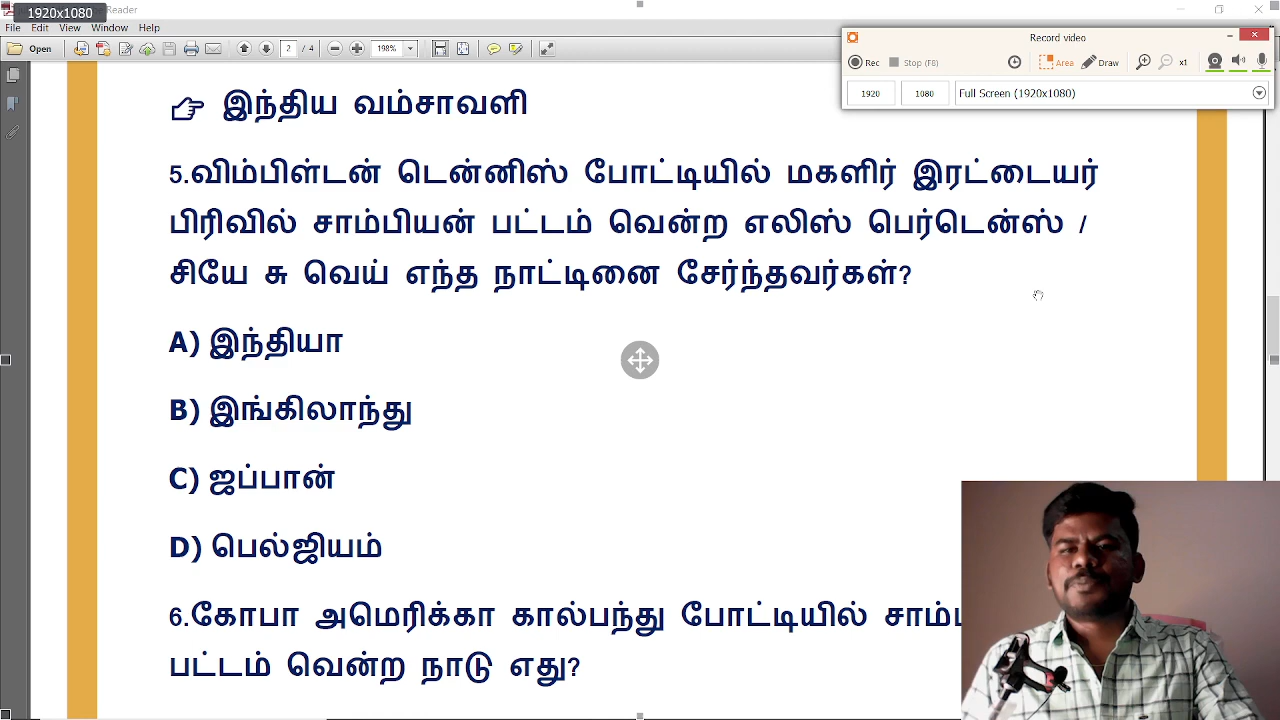 1920x1080
Reader
File Edit View Window Help
Record video
Open 2 / 4 198%
Rec Stop (F8) Area Draw x1
1920 1080 Full Screen (1920x1080)
இந்திய வம்சாவளி
5.விம்பிள்டன் டென்னிஸ் போட்டியில் மகளிர் இரட்டையர்
பிரிவில் சாம்பியன் பட்டம் வென்ற எலிஸ் பெர்டென்ஸ் /
சியே சு வெய் எந்த நாட்டினை சேர்ந்தவர்கள்?
A) இந்தியா
B) இங்கிலாந்து
C) ஜப்பான்
D) பெல்ஜியம்
6.கோபா அமெரிக்கா கால்பந்து போட்டியில்
பட்டம் வென்ற நாடு எது?